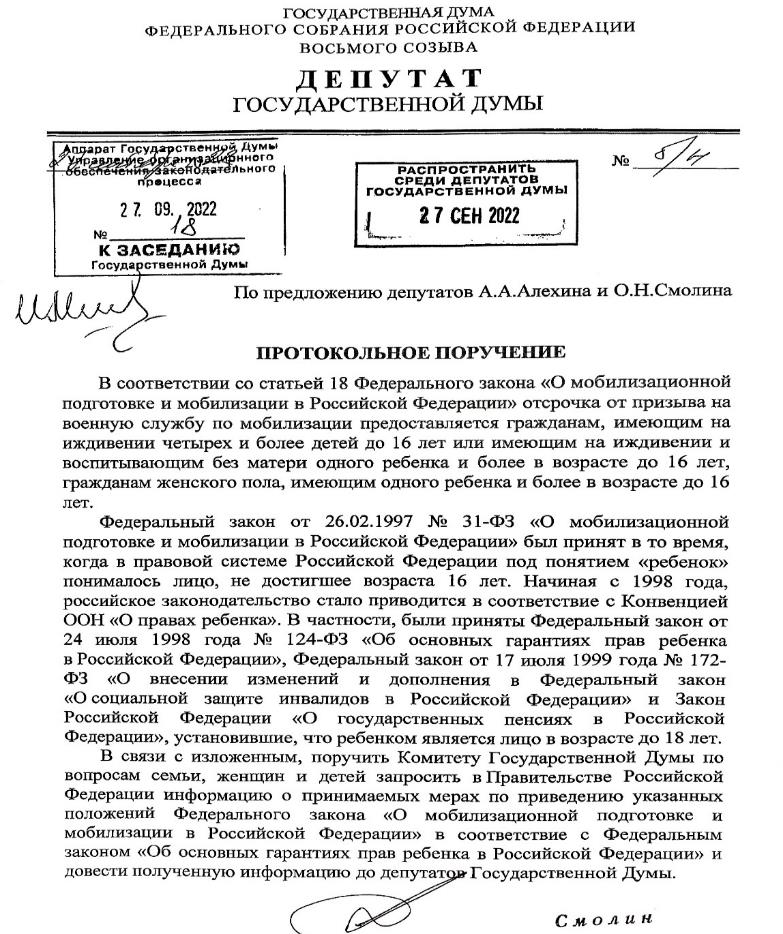 ГОСУДАРСТВЕННАЯ ДУМА
ФЕДЕРАЛЬНОГО СОБРАНИЯ РОССИЙСКОЙ ФЕДЕРАЦИИ
ВОСЬМОГО СОЗЫВА
ДЕПУТАТ
ГОСУДАРСТВЕННОЙ ДУМЫ
Аппарат Государственной Думы
Управление организационного
обеспечения законодательного
процесса
27. 09. 2022
№ 18
К ЗАСЕДАНИЮ
Государственной Думы
РАСПРОСТРАНИТЬ
СРЕДИ ДЕПУТАТОВ
ГОСУДАРСТВЕННОЙ ДУМЫ
27 СЕН 2022
№
По предложению депутатов А.А.Алехина и О.Н.Смолина
ПРОТОКОЛЬНОЕ ПОРУЧЕНИЕ
В соответствии со статьей 18 Федерального закона «О мобилизационной
подготовке и мобилизации в Российской Федерации» отсрочка от призыва на
военную службу по мобилизации предоставляется гражданам, имеющим на
иждивении четырех и более детей до 16 лет или имеющим на иждивении и
воспитывающим без матери одного ребенка и более в возрасте до 16 лет,
гражданам женского пола, имеющим одного ребенка и более в возрасте до 16
лет.
Федеральный закон от 26.02.1997 № 31-ФЗ «О мобилизационной
подготовке и мобилизации в Российской Федерации» был принят в то время,
когда в правовой системе Российской Федерации под понятием «ребенок»
понималось лицо, не достигшее возраста 16 лет. Начиная с 1998 года,
российское законодательство стало приводится в соответствие с Конвенцией
ООН «О правах ребенка». В частности, были приняты Федеральный закон от
24 июля 1998 года № 124-ФЗ «Об основных гарантиях прав ребенка
в Российской Федерации», Федеральный закон от 17 июля 1999 года № 172-
ФЗ «О внесении изменений и дополнения в Федеральный закон
«О социальной защите инвалидов в Российской Федерации» и Закон
Российской Федерации «О государственных пенсиях в Российской
Федерации», установившие, что ребенком является лицо в возрасте до 18 лет.
В связи с изложенным, поручить Комитету Государственной Думы по
вопросам семьи, женщин и детей запросить в Правительстве Российской
Федерации информацию о принимаемых мерах по приведению указанных
положений Федерального закона «О мобилизационной подготовке и
мобилизации в Российской Федерации» в соответствие с Федеральным
законом «Об основных гарантиях прав ребенка в Российской Федерации» и
довести полученную информацию до депутатов Государственной Думы.
Смолин